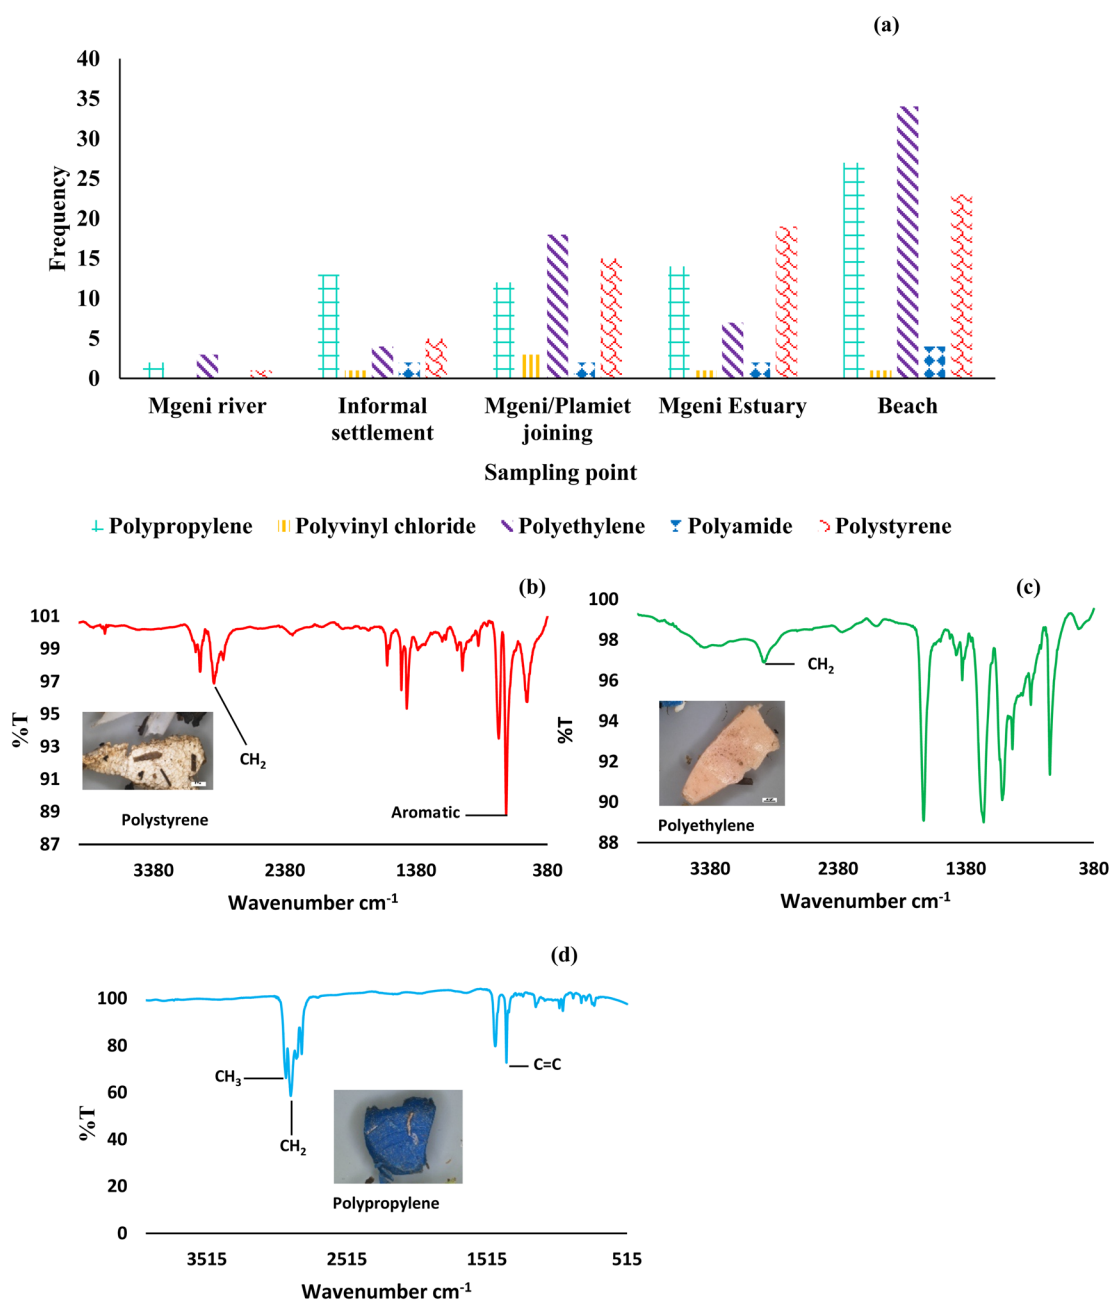 (a)
40
35
30
25
20
15
10
5
0
Frequency
Mgeni river
Informal settlement
Mgeni/Plamiet joining
Mgeni Estuary
Beach
Sampling point
Polypropylene
Polyvinyl chloride
Polyethylene
Polyamide
Polystyrene
(b)
101
99
97
95
93
91
89
87
%T
CH2
Aromatic
Polystyrene
3380
2380
1380
380
Wavenumber cm-1
(c)
100
98
96
94
92
90
88
%T
CH2
Polyethylene
3380
2380
1380
380
Wavenumber cm-1
(d)
100
80
60
40
20
0
%T
CH3
CH2
C=C
Polypropylene
3515
2515
1515
515
Wavenumber cm-1